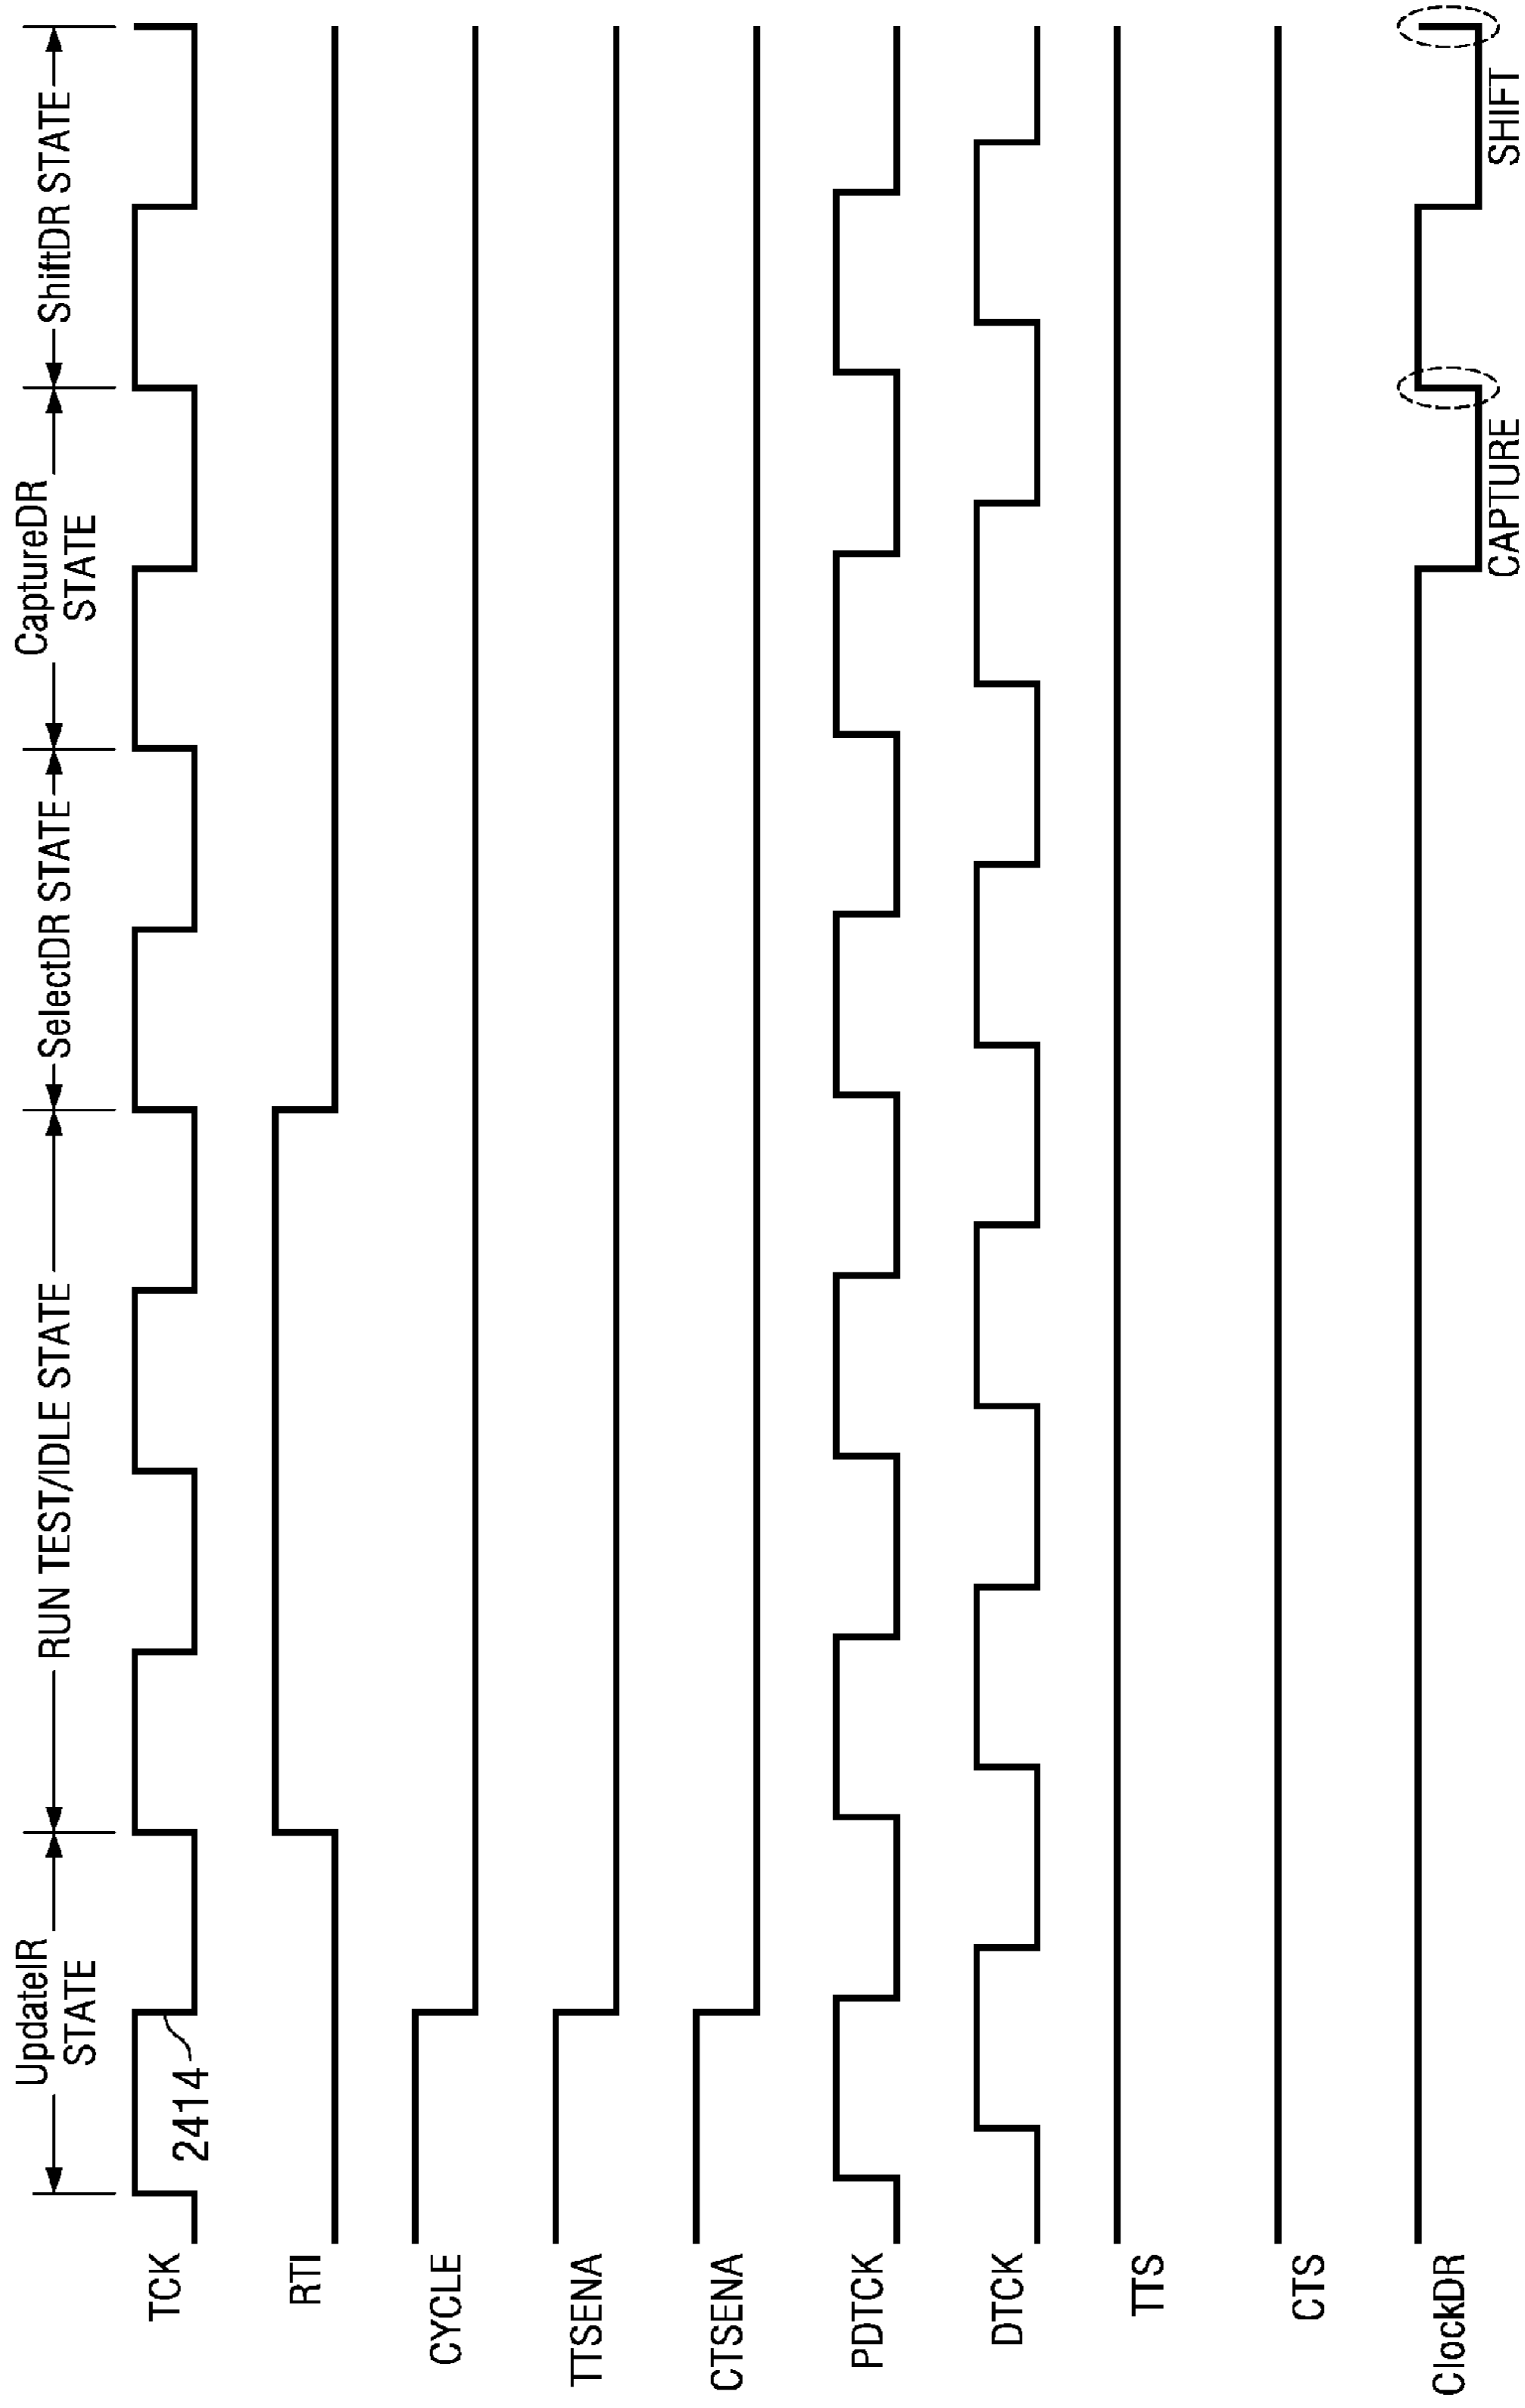 UpdateIR
STATE
RUN TEST/IDLE STATE
SelectDR STATE
CaptureDR
STATE
ShiftDR STATE
TCK
2414
RTI
CYCLE
TTSENA
CTSENA
PDTCK
DTCK
TTS
CTS
ClockDR
CAPTURE
SHIFT